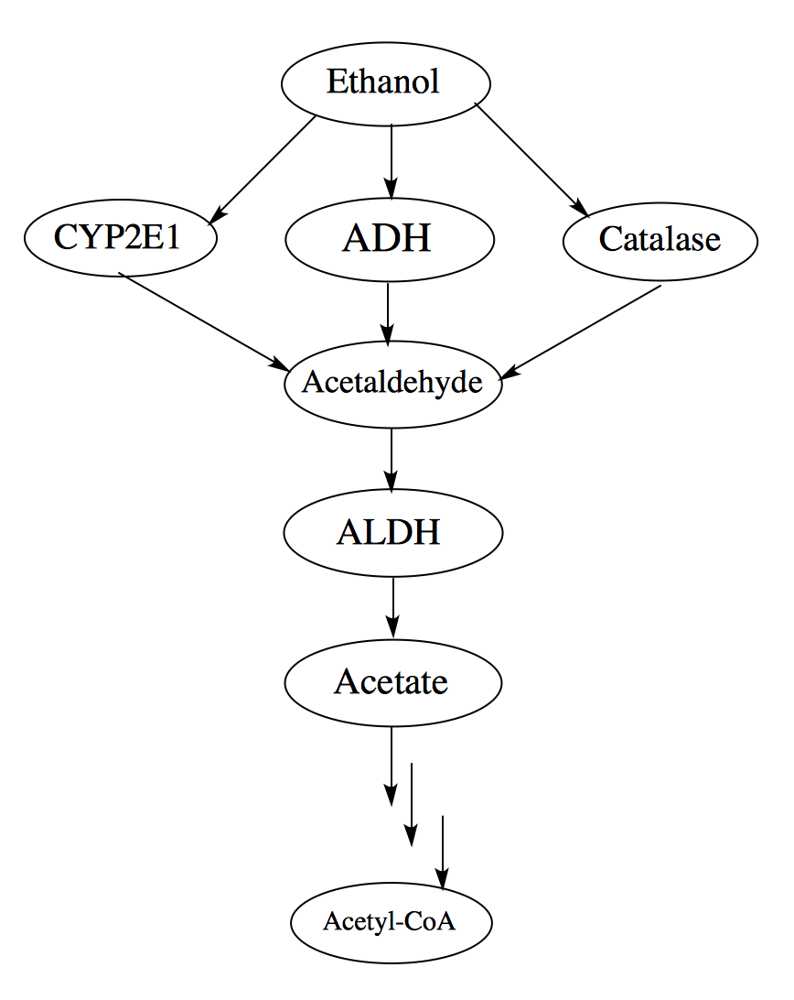 Ethanol
CYP2E1
ADH
Catalase
Acetaldehyde
ALDH
Acetate
Acetyl-CoA